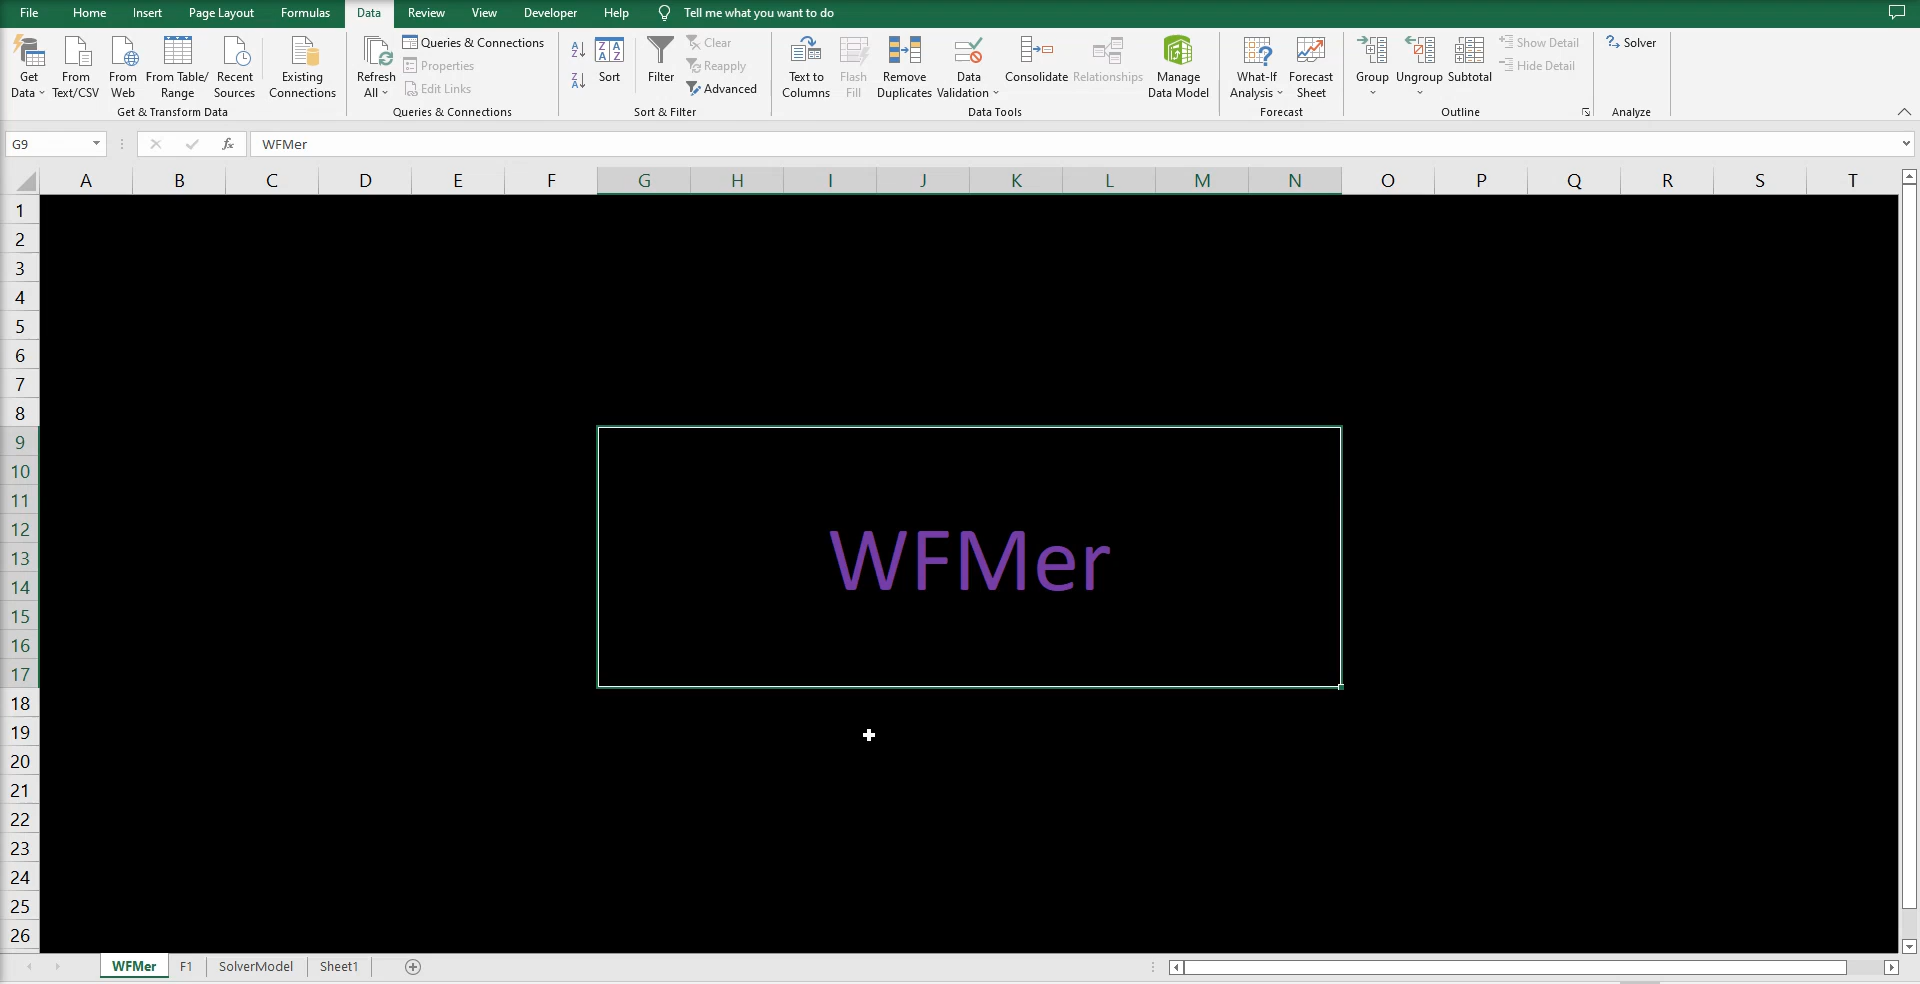 File Home Insert Page Layout Formulas Data Review View Developer Help Tell me what you want to do
Get Data
From Text/CSV
From Web
From Table/ Range
Recent Sources
Existing Connections
Get & Transform Data
Refresh All
Queries & Connections
Properties
Edit Links
Queries & Connections
Sort
Filter
Clear
Reapply
Advanced
Sort & Filter
Text to Columns
Flash Fill
Remove Duplicates
Data Validation
Consolidate
Relationships
Manage Data Model
Data Tools
What-If Analysis
Forecast Sheet
Forecast
Group
Ungroup
Subtotal
Show Detail
Hide Detail
Outline
Solver
Analyze
G9 fx WFMer
A B C D E F G H I J K L M N O P Q R S T
1
2
3
4
5
6
7
8
9
10
11
12
13
14
15
16
17
18
19
20
21
22
23
24
25
26
WFMer
WFMer F1 SolverModel Sheet1